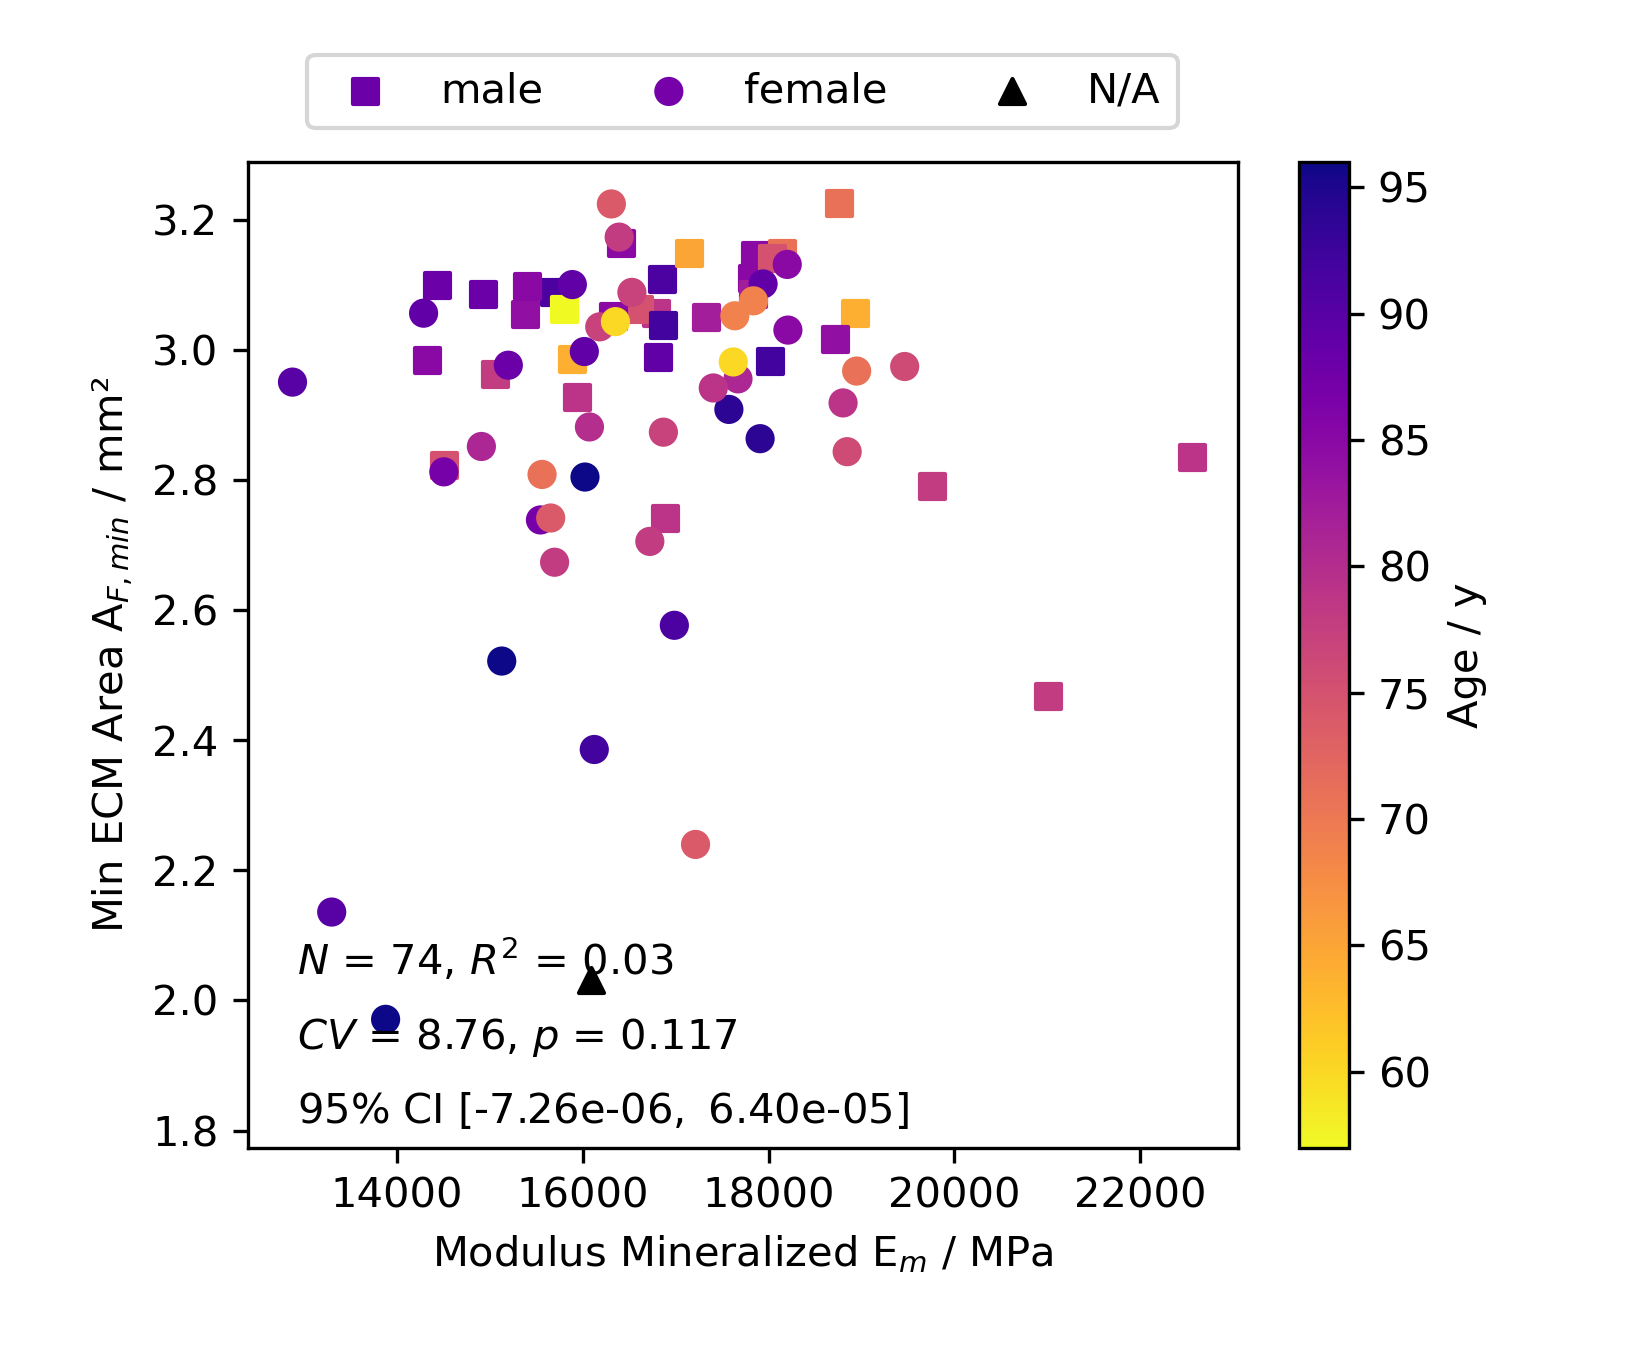 male female N/A
3.2
3.0
2.8
2.6
2.4
2.2
2.0
1.8
Min ECM Area A_{F,min} / mm²
N = 74, R² = 0.03
CV = 8.76, p = 0.117
95% CI [-7.26e-06, 6.40e-05]
14000 16000 18000 20000 22000
Modulus Mineralized E_m / MPa
95
90
85
80
75
70
65
60
Age / y